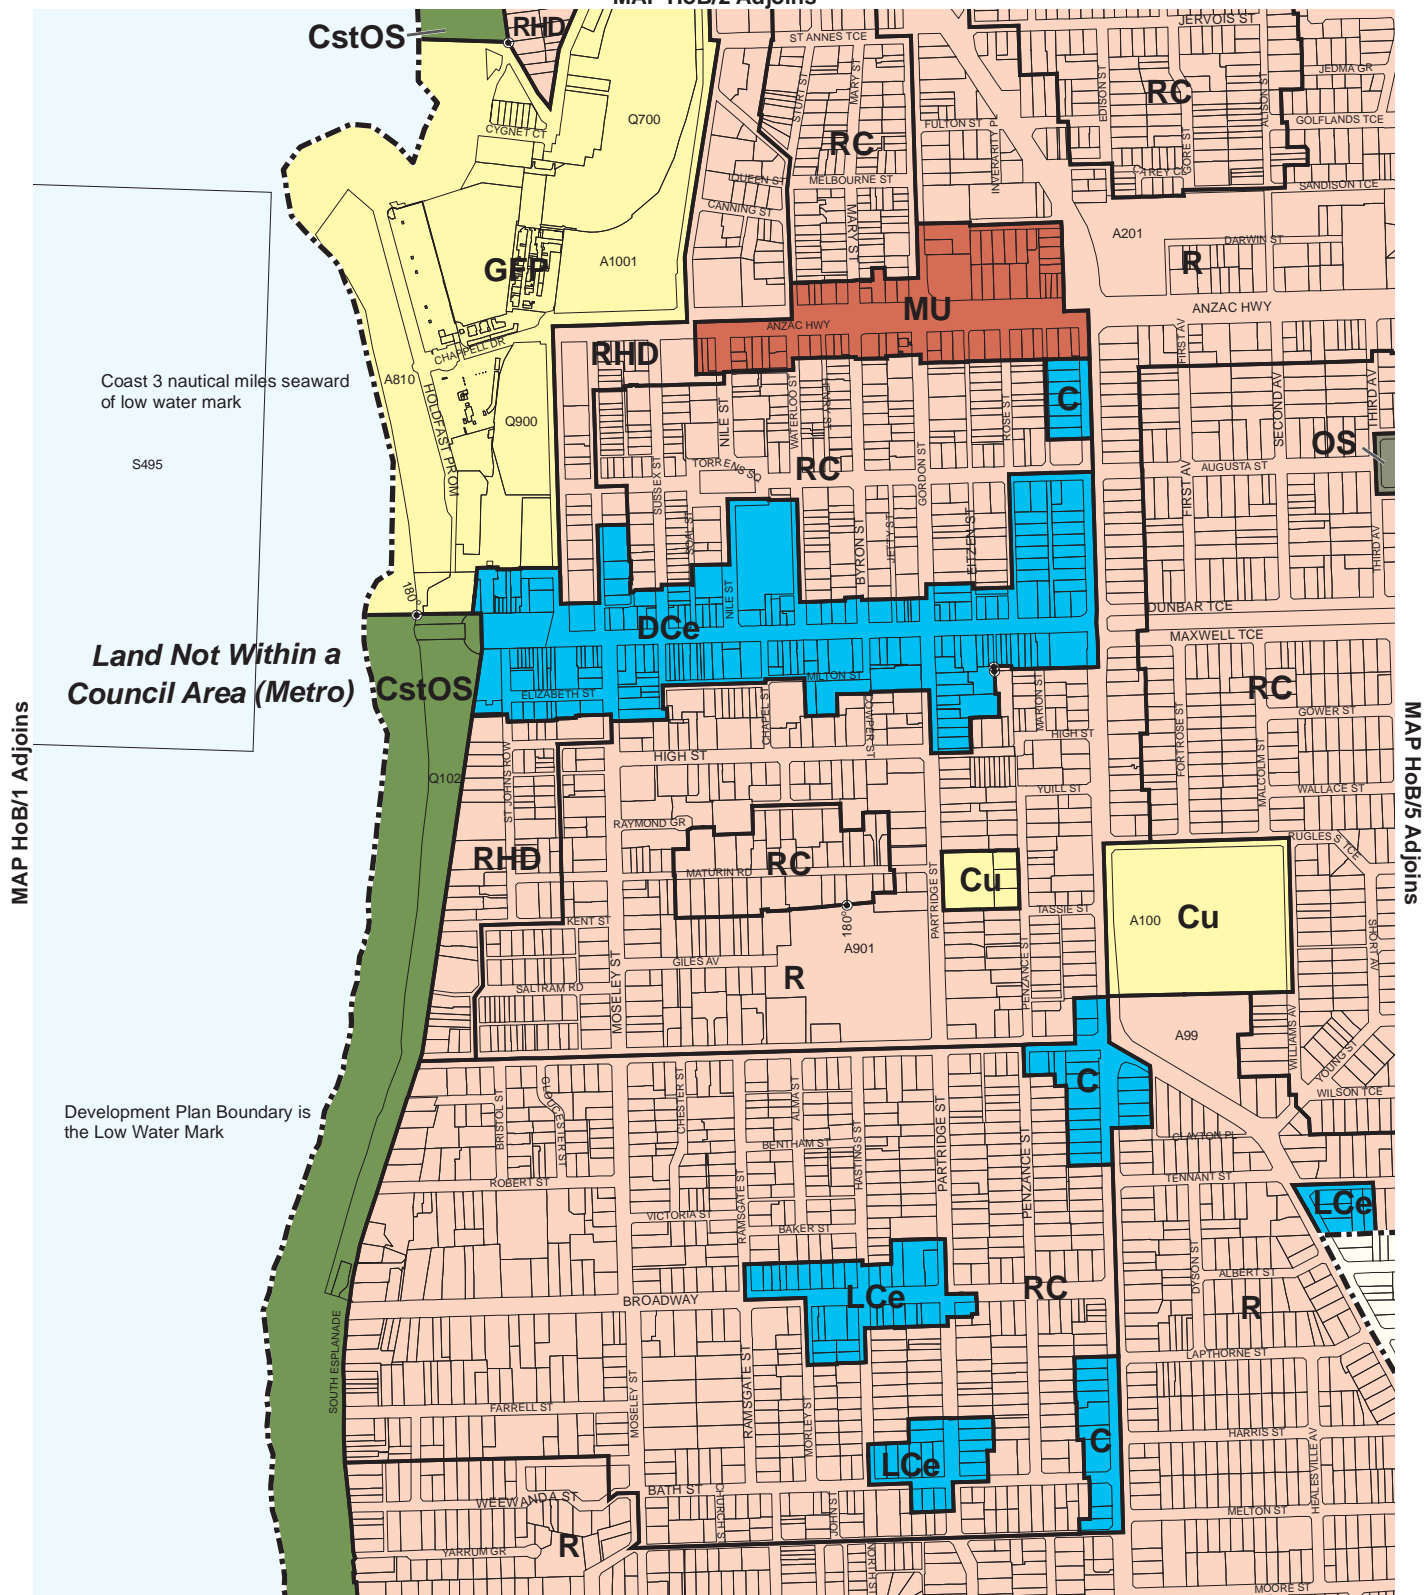 MAP HoB/2 Adjoins
CstOS
RHD
JERVOIS ST
ST ANNES TCE
STURT ST
MARY ST
EDISON ST
RC
ALISON ST
JEDMA GR
GOLFLANDS TCE
Q700
CYGNET CT
FULTON ST
INVERARITY PL
RC
GORE ST
QUEEN ST
MELBOURNE ST
SANDISON TCE
CANNING ST
MARY ST
A201
DARWIN ST
R
GFP
A1001
MU
ANZAC HWY
ANZAC HWY
FIRST AV
CHAPPELL DR
RHD
Coast 3 nautical miles seaward
of low water mark
A810
HOLDFAST PROM
Q900
NILE ST
WATERLOO ST
HENRY ST
ROSE ST
C
SECOND AV
THIRD AV
OS
S495
SUSSEX ST
TORRENS SQ
RC
GORDON ST
AUGUSTA ST
FIRST AV
SOAL ST
BYRON ST
JETTY ST
EITZEN ST
THIRD AV
180°
NILE ST
DCe
DUNBAR TCE
MAXWELL TCE
Land Not Within a
Council Area (Metro)
CstOS
ELIZABETH ST
MILTON ST
MARION ST
RC
MAP HoB/1 Adjoins
MAP HoB/5 Adjoins
CHAPEL ST
COWPER ST
FORTROSE ST
GOWER ST
HIGH ST
HIGH ST
Q102
ST JOHNS ROW
MALCOLM ST
YUILL ST
WALLACE ST
RAYMOND GR
RUGLESS TCE
RHD
RC
MATURIN RD
PARTRIDGE ST
Cu
Cu
A100
TASSIE ST
KENT ST
180°
A901
SHORT AV
GILES AV
R
MOSELEY ST
SALTRAM RD
PENZANCE ST
A99
WILLIAMS AV
YOUNG ST
WILSON TCE
C
Development Plan Boundary is
the Low Water Mark
BRISTOL ST
GLOUCESTER ST
CHESTER ST
ALMA ST
HASTINGS ST
PARTRIDGE ST
PENZANCE ST
BENTHAM ST
CLAYTON PL
TENNANT ST
ROBERT ST
VICTORIA ST
RAMSGATE ST
BAKER ST
LCe
DYSON ST
ALBERT ST
BROADWAY
LCe
RC
R
SOUTH ESPLANADE
LAPTHORNE ST
MOSELEY ST
RAMSGATE ST
MORLEY ST
FARRELL ST
HARRIS ST
HEALESVILLE AV
C
LCe
WEEWANDA ST
BATH ST
CHURCH S
JOHN ST
MELTON ST
R
YARRUM GR
NORTH ST
MOORE ST